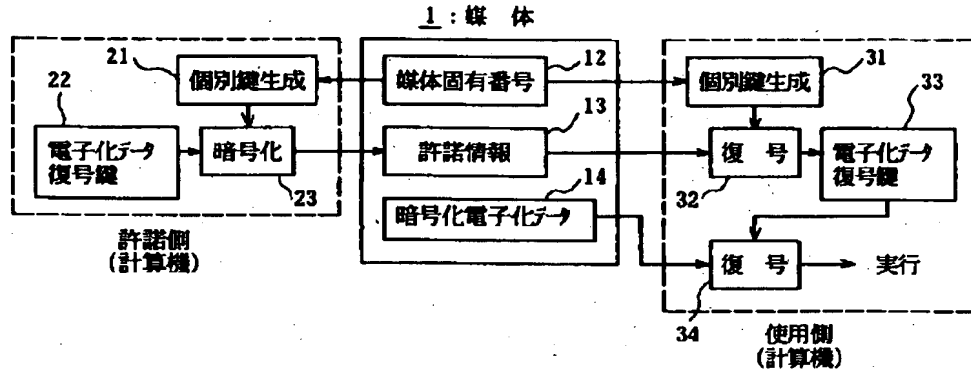 1：媒 体
21
個別鍵生成
22
電子化データ
復号鍵
暗号化
23
許諾側
(計算機)
12
媒体固有番号
13
許諾情報
14
暗号化電子化データ
31
個別鍵生成
33
復 号
32
電子化データ
復号鍵
復 号
34
実行
使用側
(計算機)